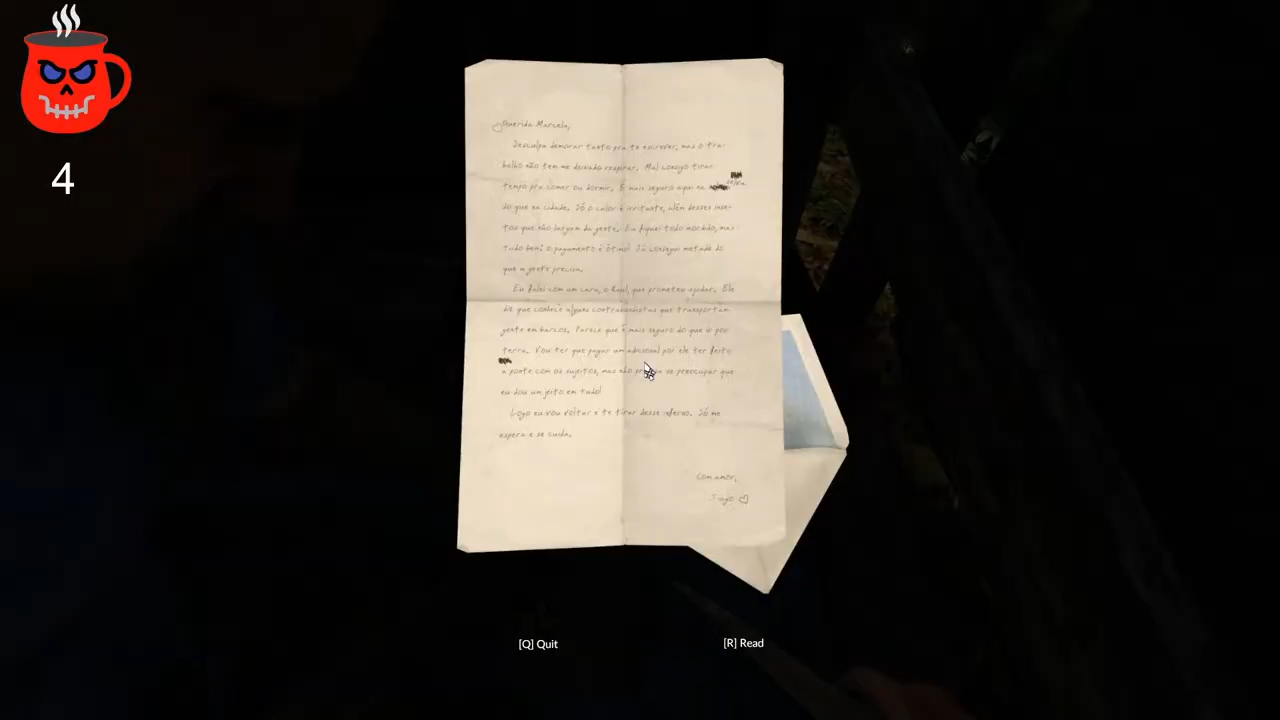 4
Querida Marcela,
Desculpa demorar tanto pra te escrever, mas o tra-
balho não tem me deixado respirar. Mal consigo tirar
tempo pra comer ou dormir. É mais seguro aqui na selva
do que na cidade. Só o calor é irritante, além desses inse-
tos que não largam da gente. Eu fiquei todo mordido, mas
tudo bem! o pagamento é ótimo! Já consegui metade do
que a gente precisa.
Eu falei com um cara, o Raul, que prometeu ajudar. Ele
diz que conhece alguns contrabandistas que transportam
gente em barcos. Parece que é mais seguro do que ir por
terra. Vou ter que pagar um adicional por ele ter feito
a ponte com os sujeitos, mas não se preocupar que
eu dou um jeito em tudo!
Logo eu vou voltar e te tirar desse inferno. Só me
espera e se cuida.
Com amor,
Tiago
[Q] Quit
[R] Read